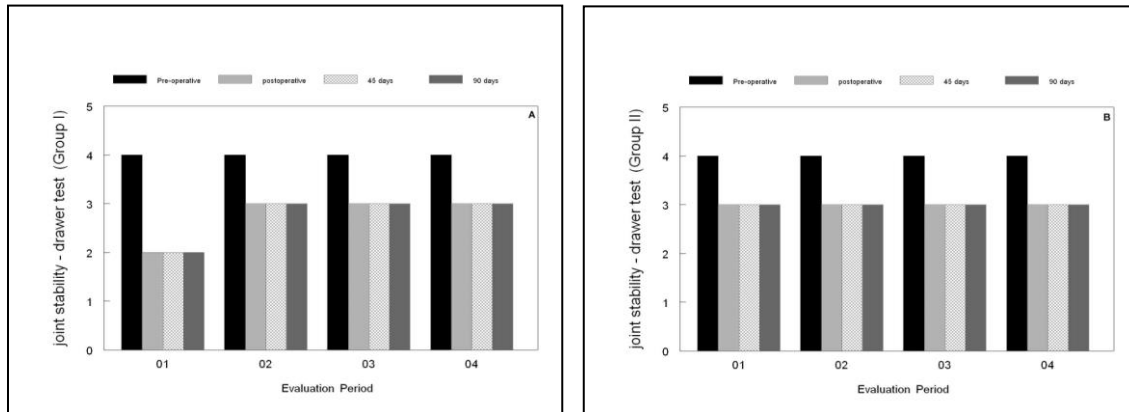 Pre-operative postoperative 45 days 90 days
joint stability - drawer test (Group I)
A
5
4
3
2
1
0
01 02 03 04
Evaluation Period
Pre-operative postoperative 45 days 90 days
joint stability - drawer test (Group II)
B
5
4
3
2
1
0
01 02 03 04
Evaluation Period